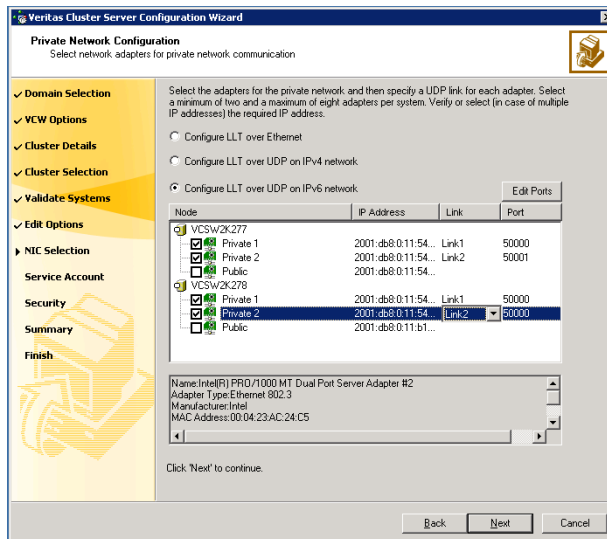 Veritas Cluster Server Configuration Wizard
Private Network Configuration
Select network adapters for private network communication
Domain Selection
VCW Options
Cluster Details
Cluster Selection
Validate Systems
Edit Options
NIC Selection
Service Account
Security
Summary
Finish
Select the adapters for the private network and then specify a UDP link for each adapter. Select
a minimum of two and a maximum of eight adapters per system. Verify or select (in case of multiple
IP addresses) the required IP address.
Configure LLT over Ethernet
Configure LLT over UDP on IPv4 network
Configure LLT over UDP on IPv6 network
Edit Ports
Node IP Address Link Port
VCSW2K277
Private 1 2001:db8:0:11:54... Link1 50000
Private 2 2001:db8:0:11:54... Link2 50001
Public 2001:db8:0:11:54...
VCSW2K278
Private 1 2001:db8:0:11:54... Link1 50000
Private 2 2001:db8:0:11:54... Link2 50000
Public 2001:db8:0:11:b1...
Name:Intel(R) PRO/1000 MT Dual Port Server Adapter #2
Adapter Type:Ethernet 802.3
Manufacturer:Intel
MAC Address:00:04:23:AC:24:C5
Click 'Next' to continue.
Back Next Cancel